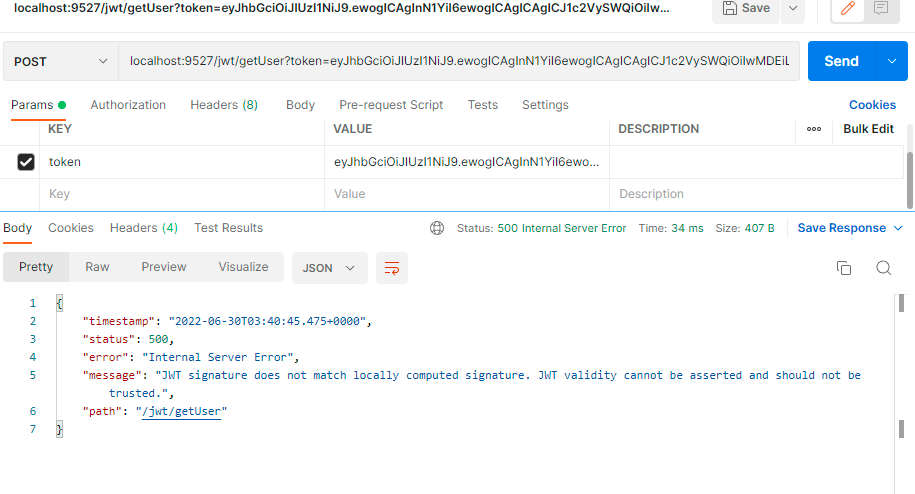 localhost:9527/jwt/getUser?token=eyJhbGciOiJIUzI1NiJ9.ewogICAgInN1YiI6ewogICAgICAgICJ1c2VySWQiOiIw...
Save
POST
localhost:9527/jwt/getUser?token=eyJhbGciOiJIUzI1NiJ9.ewogICAgInN1YiI6ewogICAgICAgICJ1c2VySWQiOiIwMDEiL
Send
Params
Authorization
Headers (8)
Body
Pre-request Script
Tests
Settings
Cookies
KEY
VALUE
DESCRIPTION
Bulk Edit
token
eyJhbGciOiJIUzI1NiJ9.ewogICAgInN1YiI6ewo...
Key
Value
Description
Body
Cookies
Headers (4)
Test Results
Status: 500 Internal Server Error
Time: 34 ms
Size: 407 B
Save Response
Pretty
Raw
Preview
Visualize
JSON
1 {
2 "timestamp": "2022-06-30T03:40:45.475+0000",
3 "status": 500,
4 "error": "Internal Server Error",
5 "message": "JWT signature does not match locally computed signature. JWT validity cannot be asserted and should not be
trusted.",
6 "path": "/jwt/getUser"
7 }